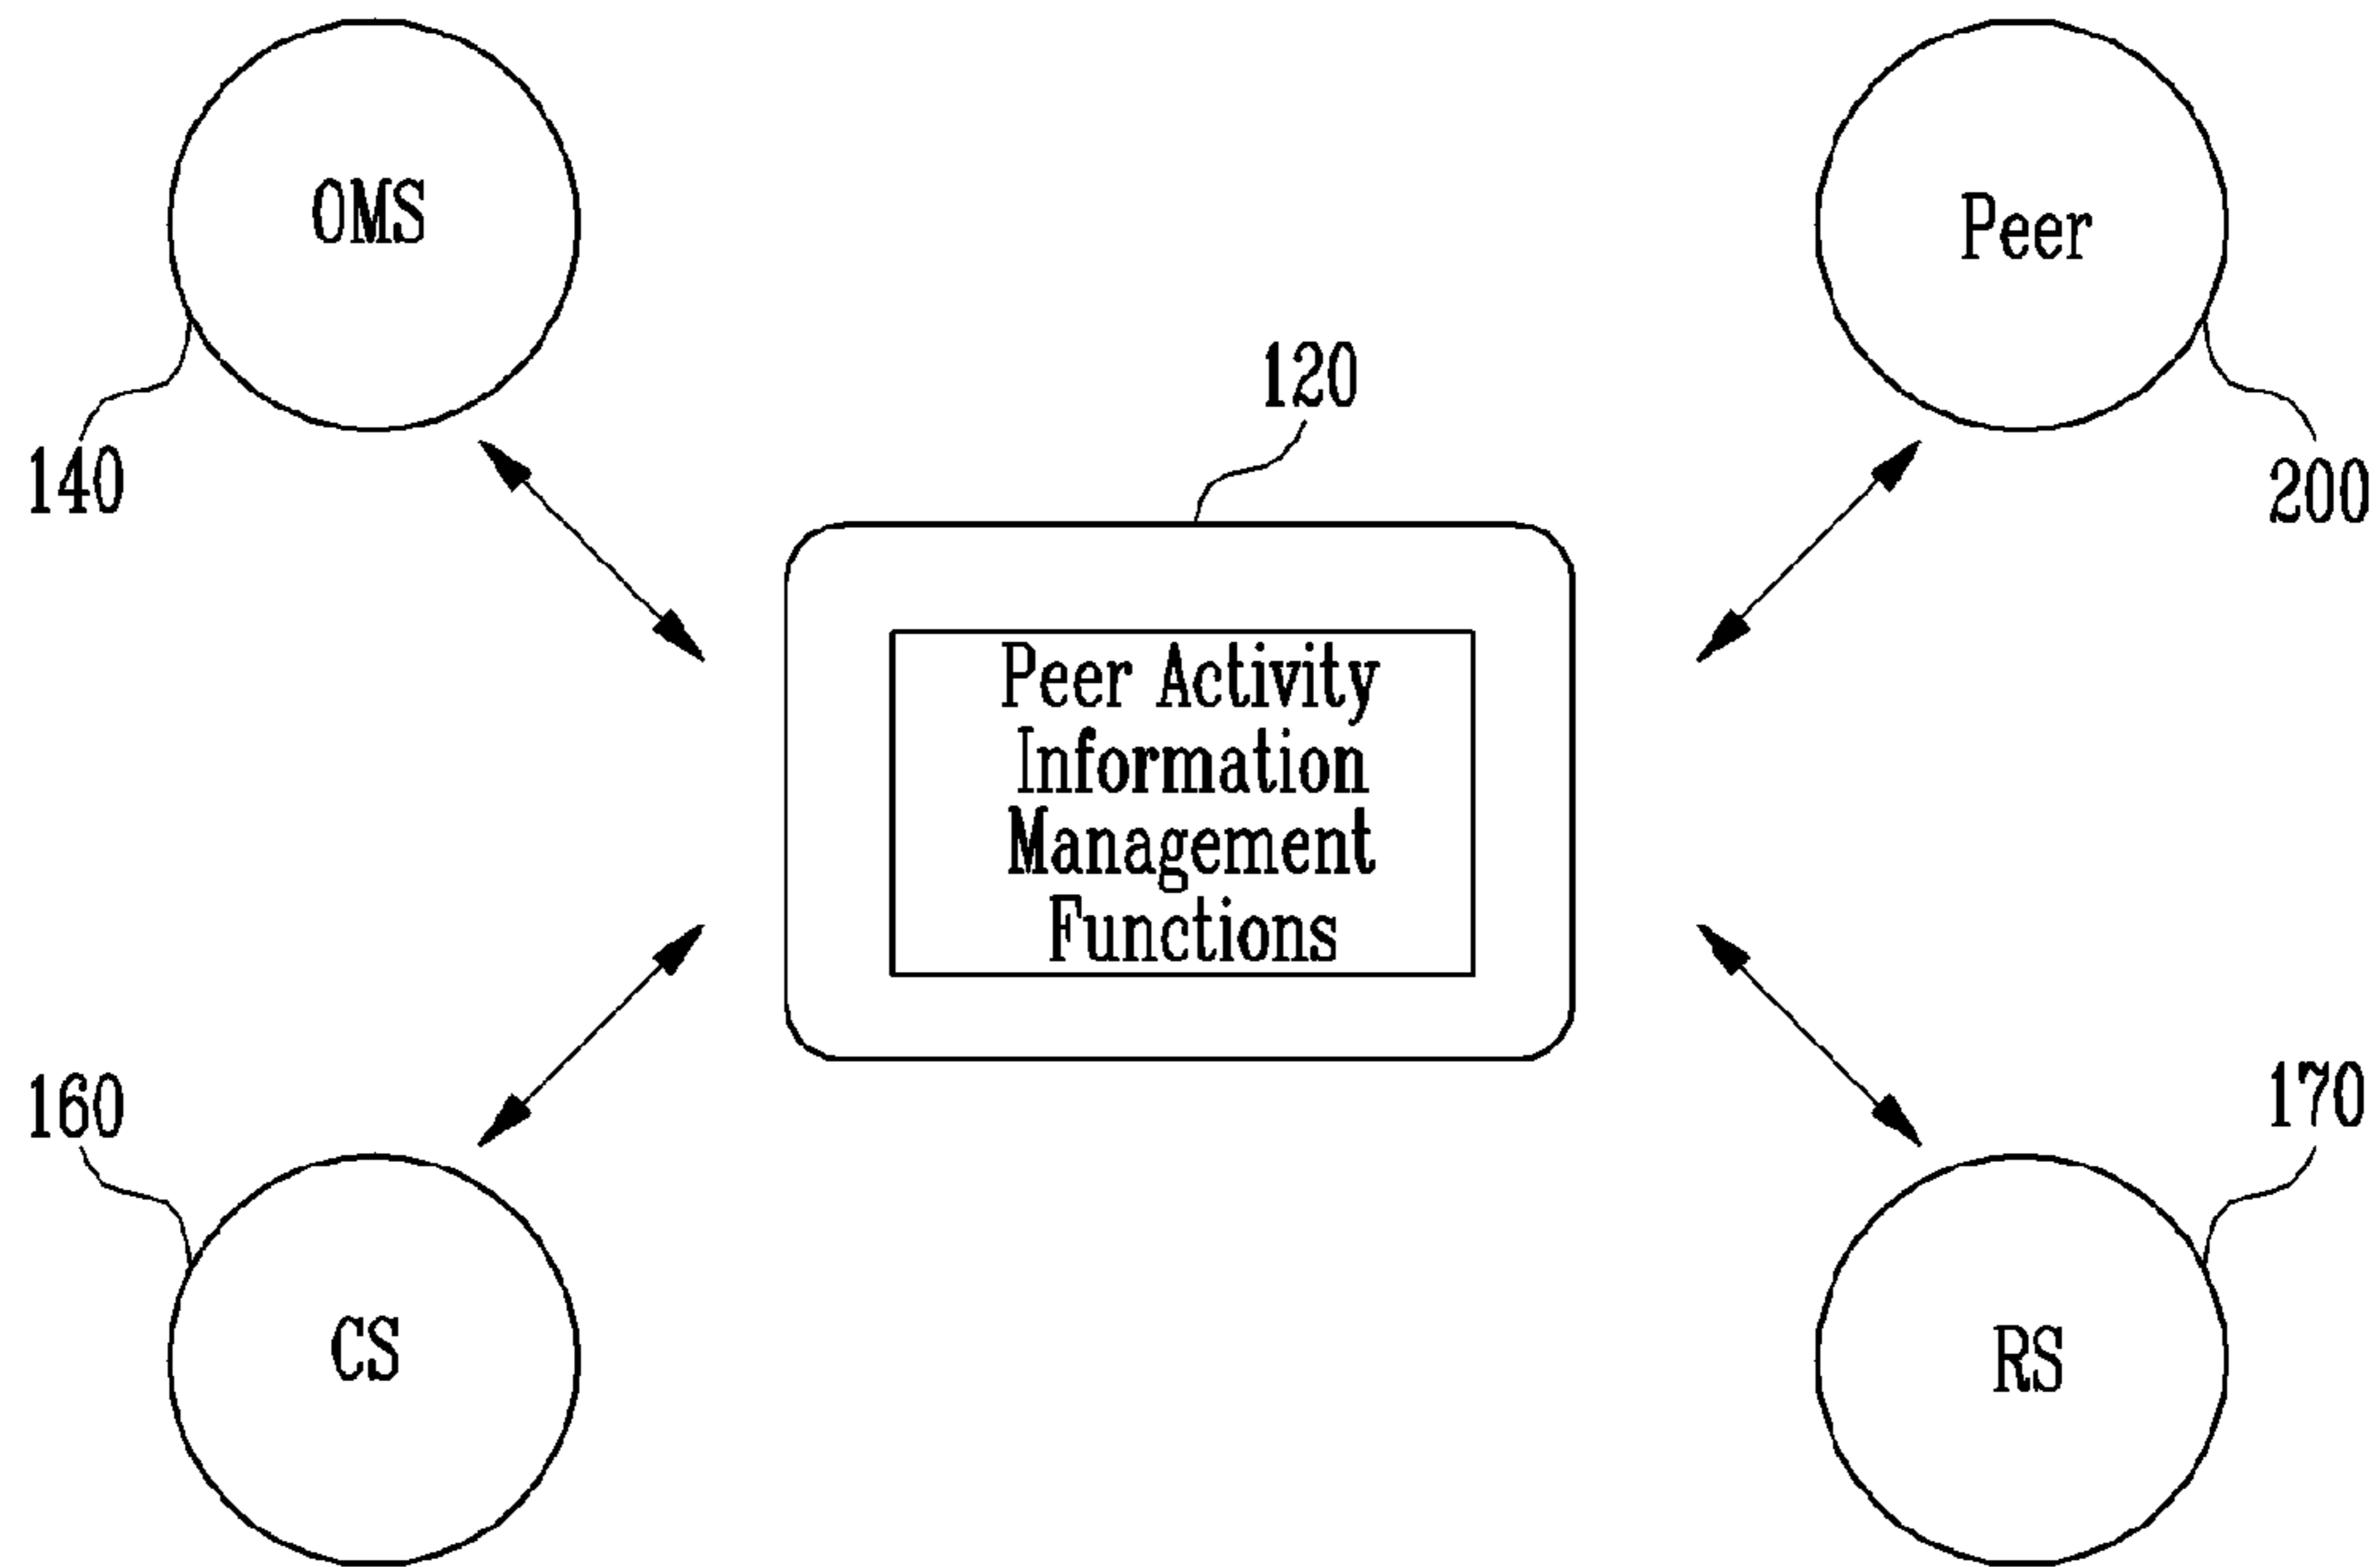 OMS
Peer
120
140
200
Peer Activity
Information
Management
Functions
160
170
CS
RS